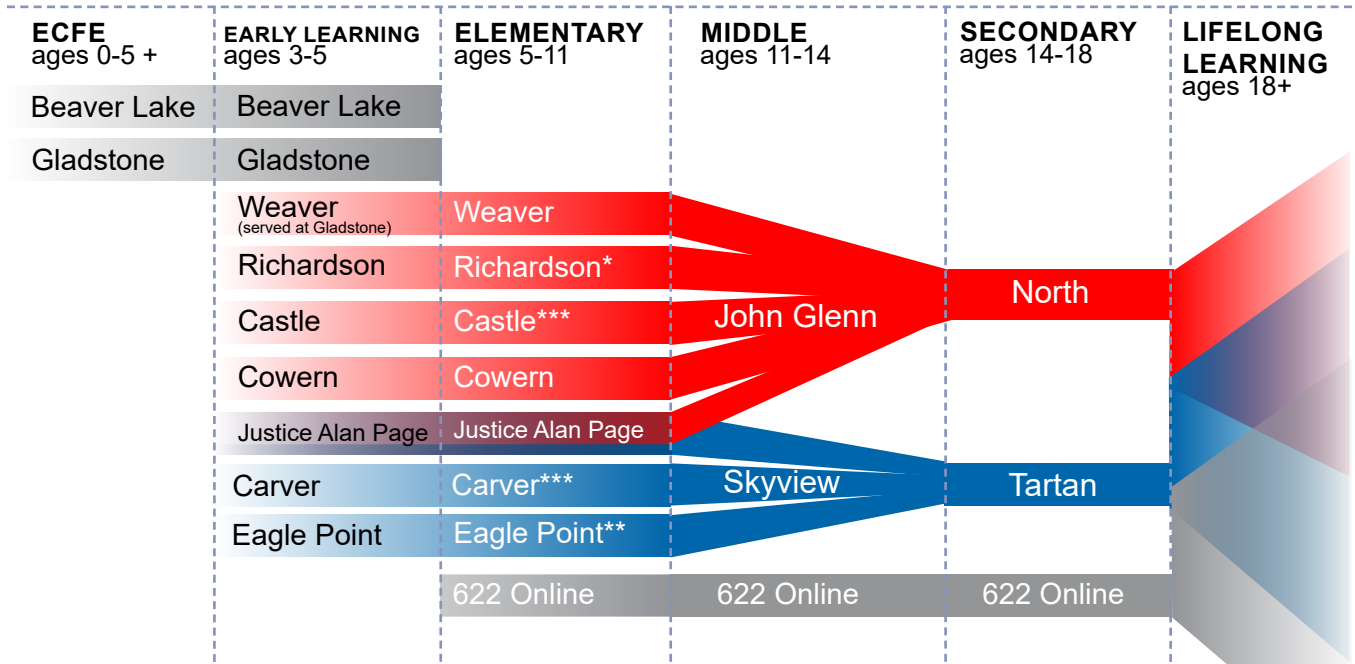 ECFE
ages 0-5 +
EARLY LEARNING
ages 3-5
ELEMENTARY
ages 5-11
MIDDLE
ages 11-14
SECONDARY
ages 14-18
LIFELONG
LEARNING
ages 18+
Beaver Lake
Beaver Lake
Gladstone
Gladstone
Weaver
(served at Gladstone)
Weaver
Richardson
Richardson*
Castle
Castle***
Cowern
Cowern
Justice Alan Page
Justice Alan Page
Carver
Carver***
Eagle Point
Eagle Point**
John Glenn
North
Skyview
Tartan
622 Online
622 Online
622 Online